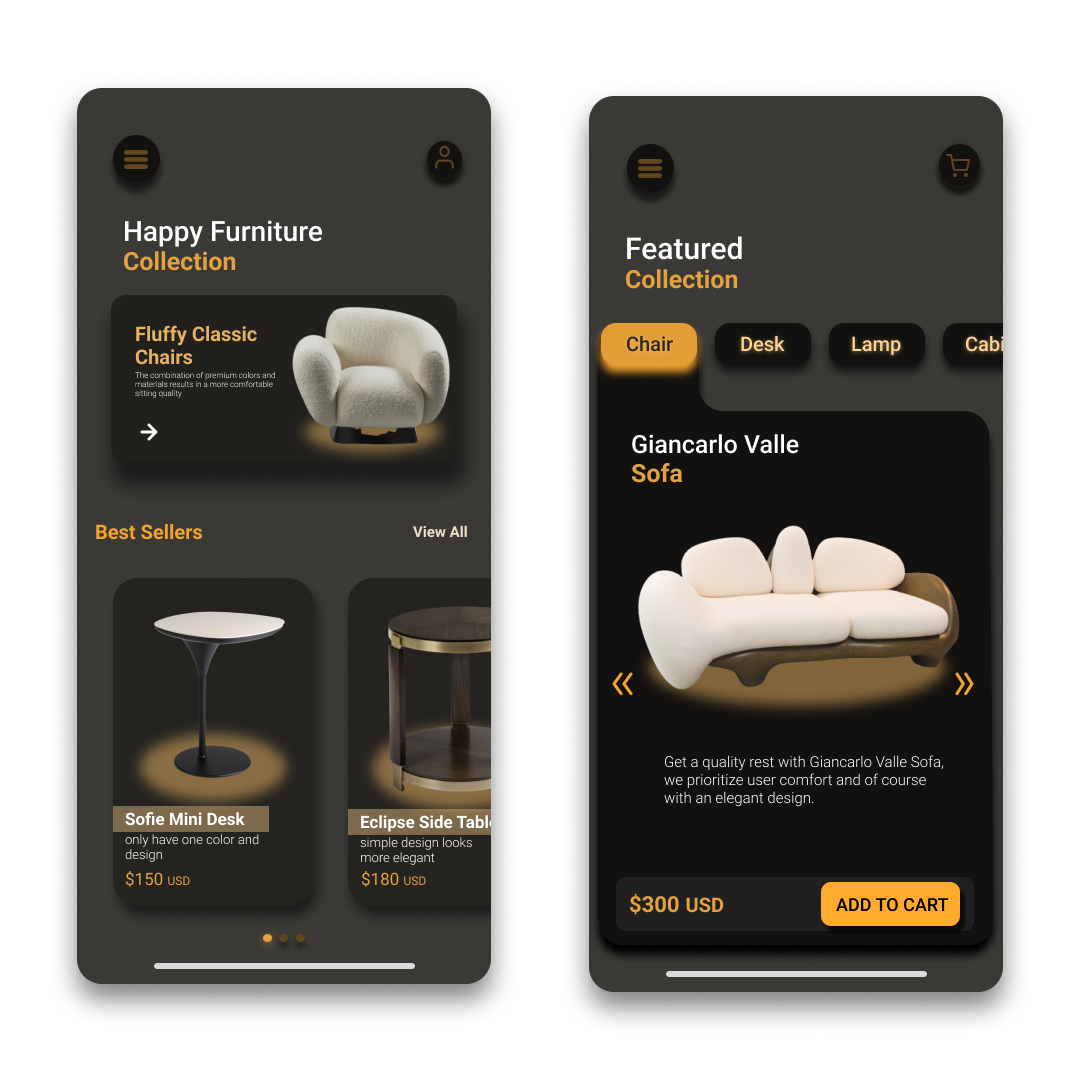 Happy Furniture
Collection
Fluffy Classic
Chairs
The combination of premium colors and
materials results in a more comfortable
sitting quality
Best Sellers
View All
Sofie Mini Desk
only have one color and
design
$150 USD
Eclipse Side Table
simple design looks
more elegant
$180 USD
Featured
Collection
Chair
Desk
Lamp
Cabi
Giancarlo Valle
Sofa
Get a quality rest with Giancarlo Valle Sofa,
we prioritize user comfort and of course
with an elegant design.
$300 USD
ADD TO CART